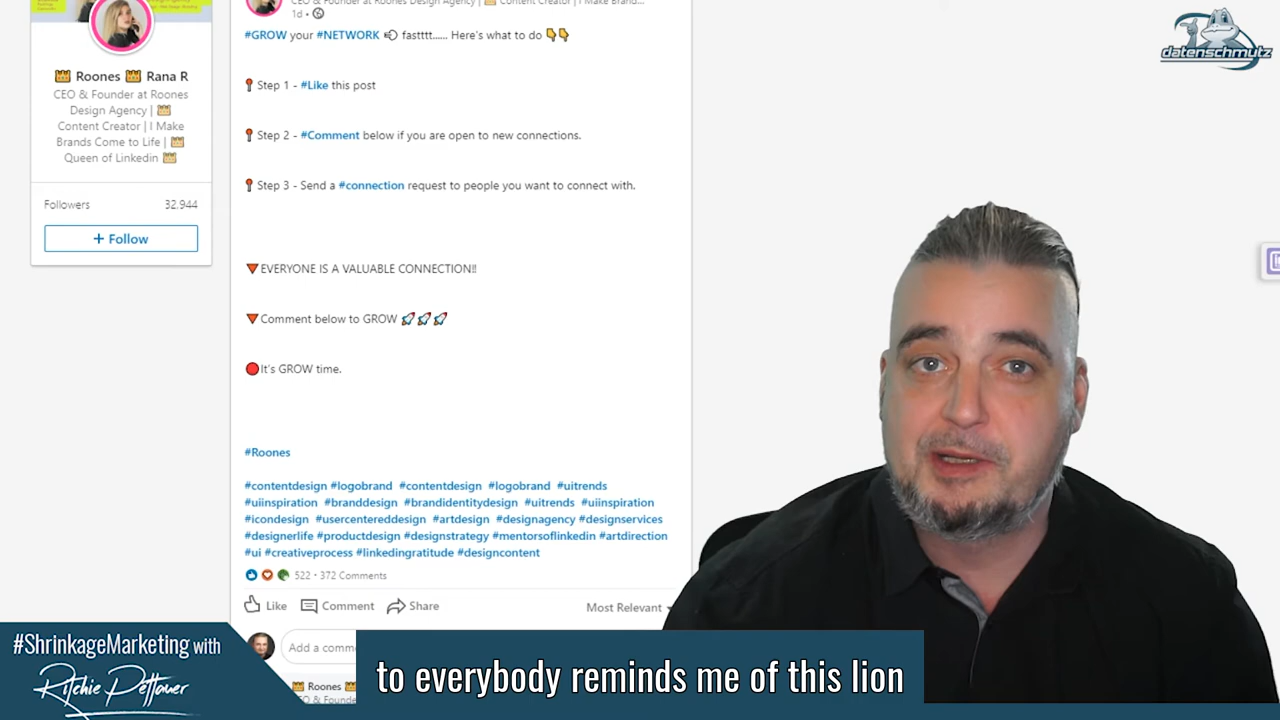 CEO & Founder at Roones Design Agency | Content Creator | I Make Brand...
1d •
#GROW your #NETWORK fastttt...... Here's what to do
Step 1 - #Like this post
Step 2 - #Comment below if you are open to new connections.
Step 3 - Send a #connection request to people you want to connect with.
EVERYONE IS A VALUABLE CONNECTION!!
Comment below to GROW
It's GROW time.
#Roones
#contentdesign #logobrand #contentdesign #logobrand #uitrends
#uiinspiration #branddesign #brandidentitydesign #uitrends #uiinspiration
#icondesign #usercentereddesign #artdesign #designagency #designservices
#designerlife #productdesign #designstrategy #mentorsoflinkedin #artdirection
#ui #creativeprocess #linkedingratitude #designcontent
522 • 372 Comments
Like Comment Share
Most Relevant
Add a comme
Roones
CEO & Founde
Roones Rana R
CEO & Founder at Roones
Design Agency |
Content Creator | I Make
Brands Come to Life |
Queen of Linkedin
Followers 32.944
+ Follow
datenschmutz
#ShrinkageMarketing with
Ritchie Pettauer
to everybody reminds me of this lion